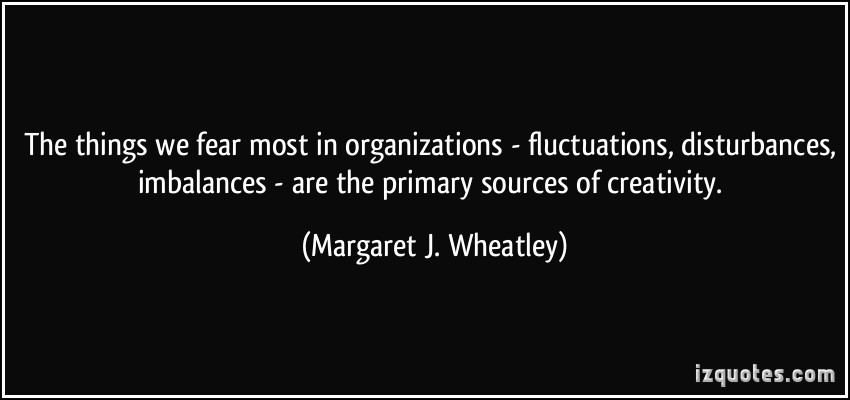 The things we fear most in organizations - fluctuations, disturbances,
imbalances - are the primary sources of creativity.
(Margaret J. Wheatley)
izquotes.com